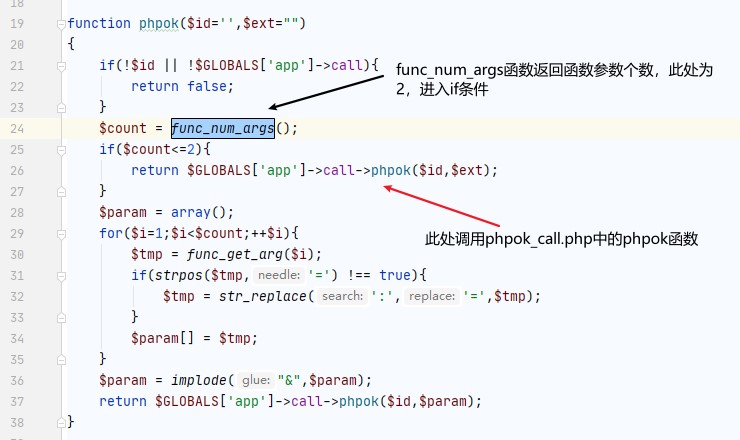 18
19 function phpok($id='',$ext="")
20 {
21     if(!$id || !$GLOBALS['app']->call){
22         return false;
23     }
24     $count = func_num_args();
25     if($count<=2){
26         return $GLOBALS['app']->call->phpok($id,$ext);
27     }
28     $param = array();
29     for($i=1;$i<$count;++$i){
30         $tmp = func_get_arg($i);
31         if(strpos($tmp, needle: '=') !== true){
32             $tmp = str_replace( search: ':', replace: '=',$tmp);
33         }
34         $param[] = $tmp;
35     }
36     $param = implode( glue: "&",$param);
37     return $GLOBALS['app']->call->phpok($id,$param);
38 }
func_num_args函数返回函数参数个数，此处为
2，进入if条件
此处调用phpok_call.php中的phpok函数